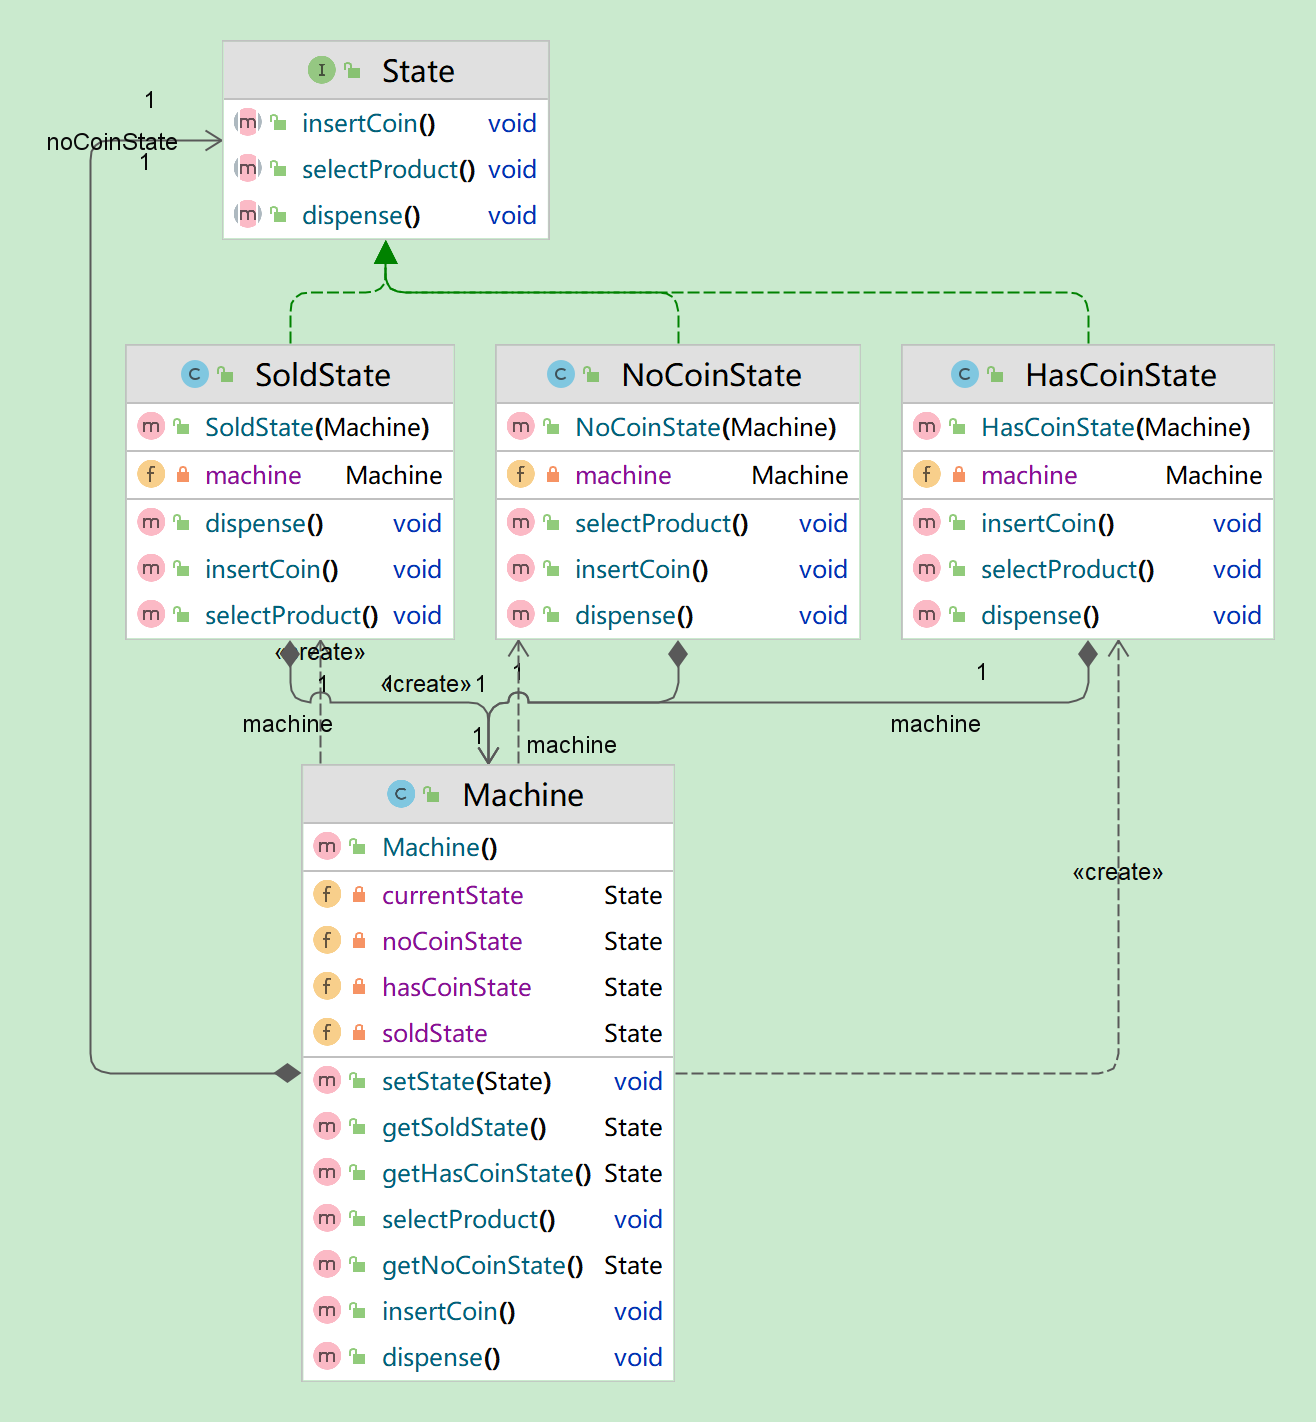 State
insertCoin() void
selectProduct() void
dispense() void
1
noCoinState
1
SoldState
SoldState(Machine)
machine Machine
dispense() void
insertCoin() void
selectProduct() void
NoCoinState
NoCoinState(Machine)
machine Machine
selectProduct() void
insertCoin() void
dispense() void
HasCoinState
HasCoinState(Machine)
machine Machine
insertCoin() void
selectProduct() void
dispense() void
«create»
1
1
«create»
1
1
1
machine
1
machine
machine
Machine
Machine()
currentState State
noCoinState State
hasCoinState State
soldState State
setState(State) void
getSoldState() State
getHasCoinState() State
selectProduct() void
getNoCoinState() State
insertCoin() void
dispense() void
«create»